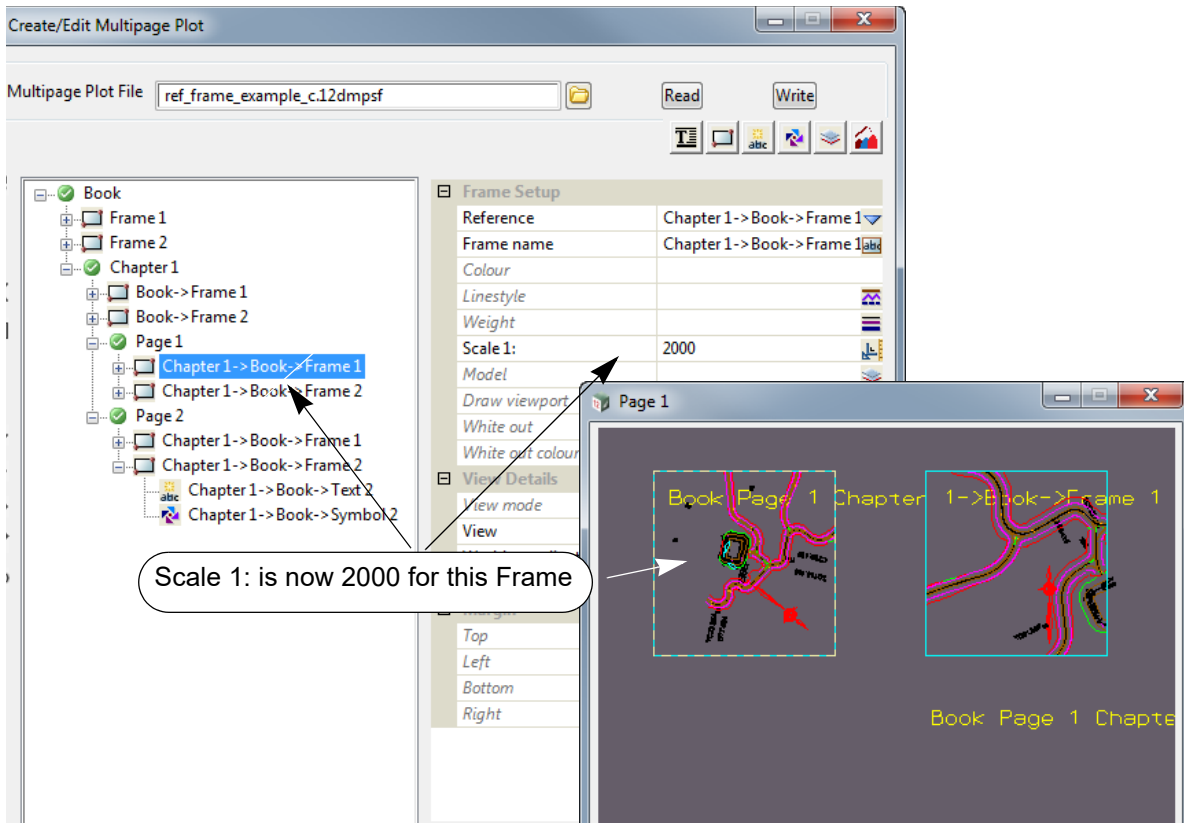 Create/Edit Multipage Plot
Multipage Plot File
ref_frame_example_c.12dmpsf
Read
Write
Book
Frame 1
Frame 2
Chapter 1
Book->Frame 1
Book->Frame 2
Page 1
Chapter 1->Book->Frame 1
Chapter 1->Book->Frame 2
Page 2
Chapter 1->Book->Frame 1
Chapter 1->Book->Frame 2
Chapter 1->Book->Text 2
Chapter 1->Book->Symbol 2
Frame Setup
Reference Chapter 1->Book->Frame 1
Frame name Chapter 1->Book->Frame 1
Colour
Linestyle
Weight
Scale 1: 2000
Model
Draw viewport
White out
White out colour
View Details
View mode
View
Margin
Top
Left
Bottom
Right
Scale 1: is now 2000 for this Frame
Page 1
Book Page 1 Chapter 1->Book->Frame 1
Book Page 1 Chapte